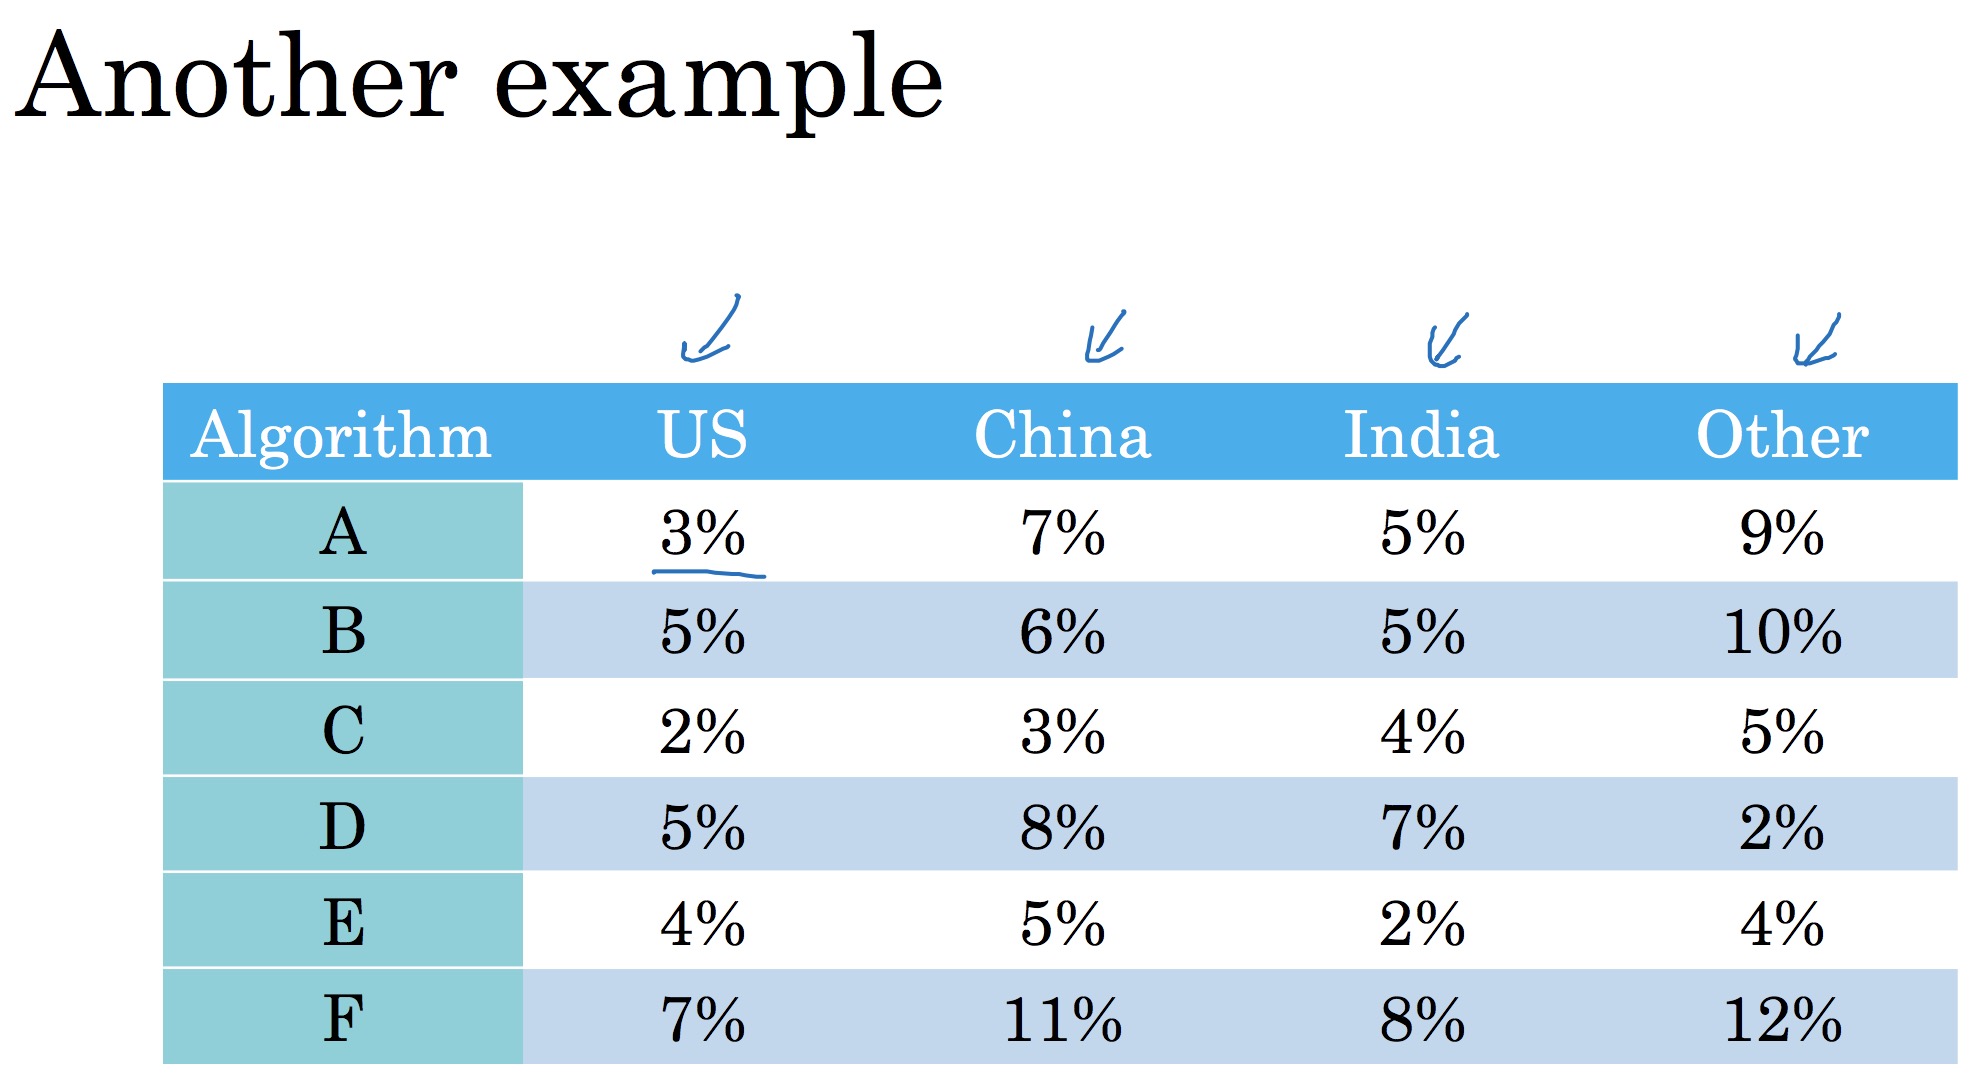 Another example
Algorithm US China India Other
A 3% 7% 5% 9%
B 5% 6% 5% 10%
C 2% 3% 4% 5%
D 5% 8% 7% 2%
E 4% 5% 2% 4%
F 7% 11% 8% 12%